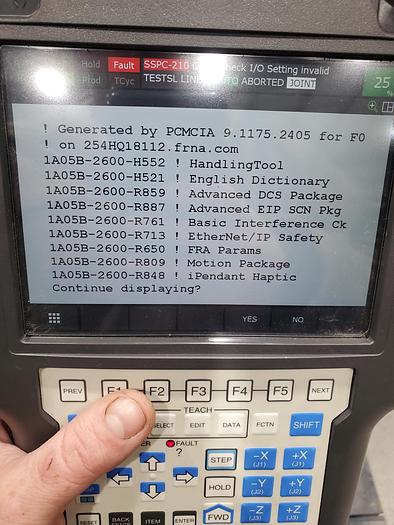 Hold Fault SSPC-210 Check I/O Setting invalid
Prod TCyc TESTSL LINE ABORTED JOINT
25
! Generated by PCMCIA 9.1175.2405 for F0
! on 254HQ18112.frna.com
1A05B-2600-H552 ! HandlingTool
1A05B-2600-H521 ! English Dictionary
1A05B-2600-R859 ! Advanced DCS Package
1A05B-2600-R887 ! Advanced EIP SCN Pkg
1A05B-2600-R761 ! Basic Interference Ck
1A05B-2600-R713 ! EtherNet/IP Safety
1A05B-2600-R650 ! FRA Params
1A05B-2600-R809 ! Motion Package
1A05B-2600-R848 ! iPendant Haptic
Continue displaying?
YES NO
PREV F1 F2 F3 F4 F5 NEXT
TEACH
SELECT EDIT DATA FCTN SHIFT
FAULT
?
STEP -X (J1) +X (J1)
HOLD -Y (J2) +Y (J2)
FWD -Z (J3) +Z (J3)
RESET BACK ITEM ENTER